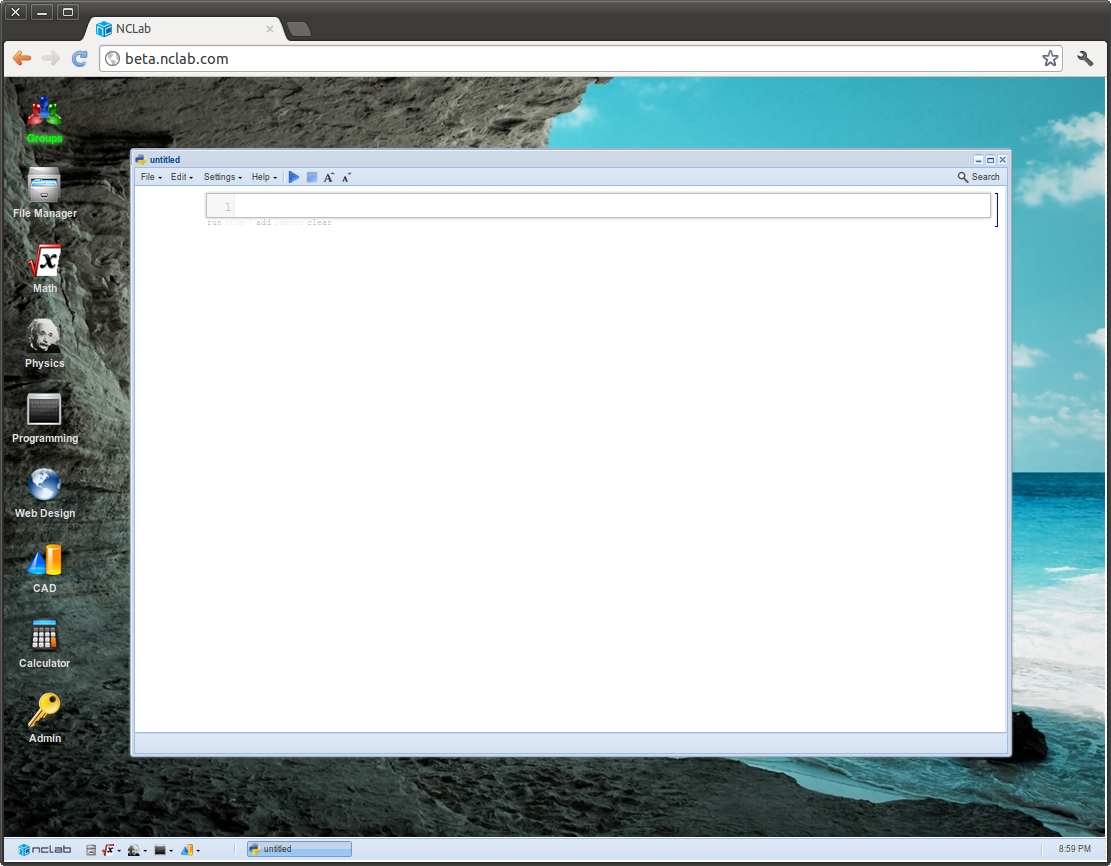 NCLab
beta.nclab.com
Groups
File Manager
Math
Physics
Programming
Web Design
CAD
Calculator
Admin
untitled
File Edit Settings Help A A Search
1
run stop add remove clear
nclab untitled 8:59 PM